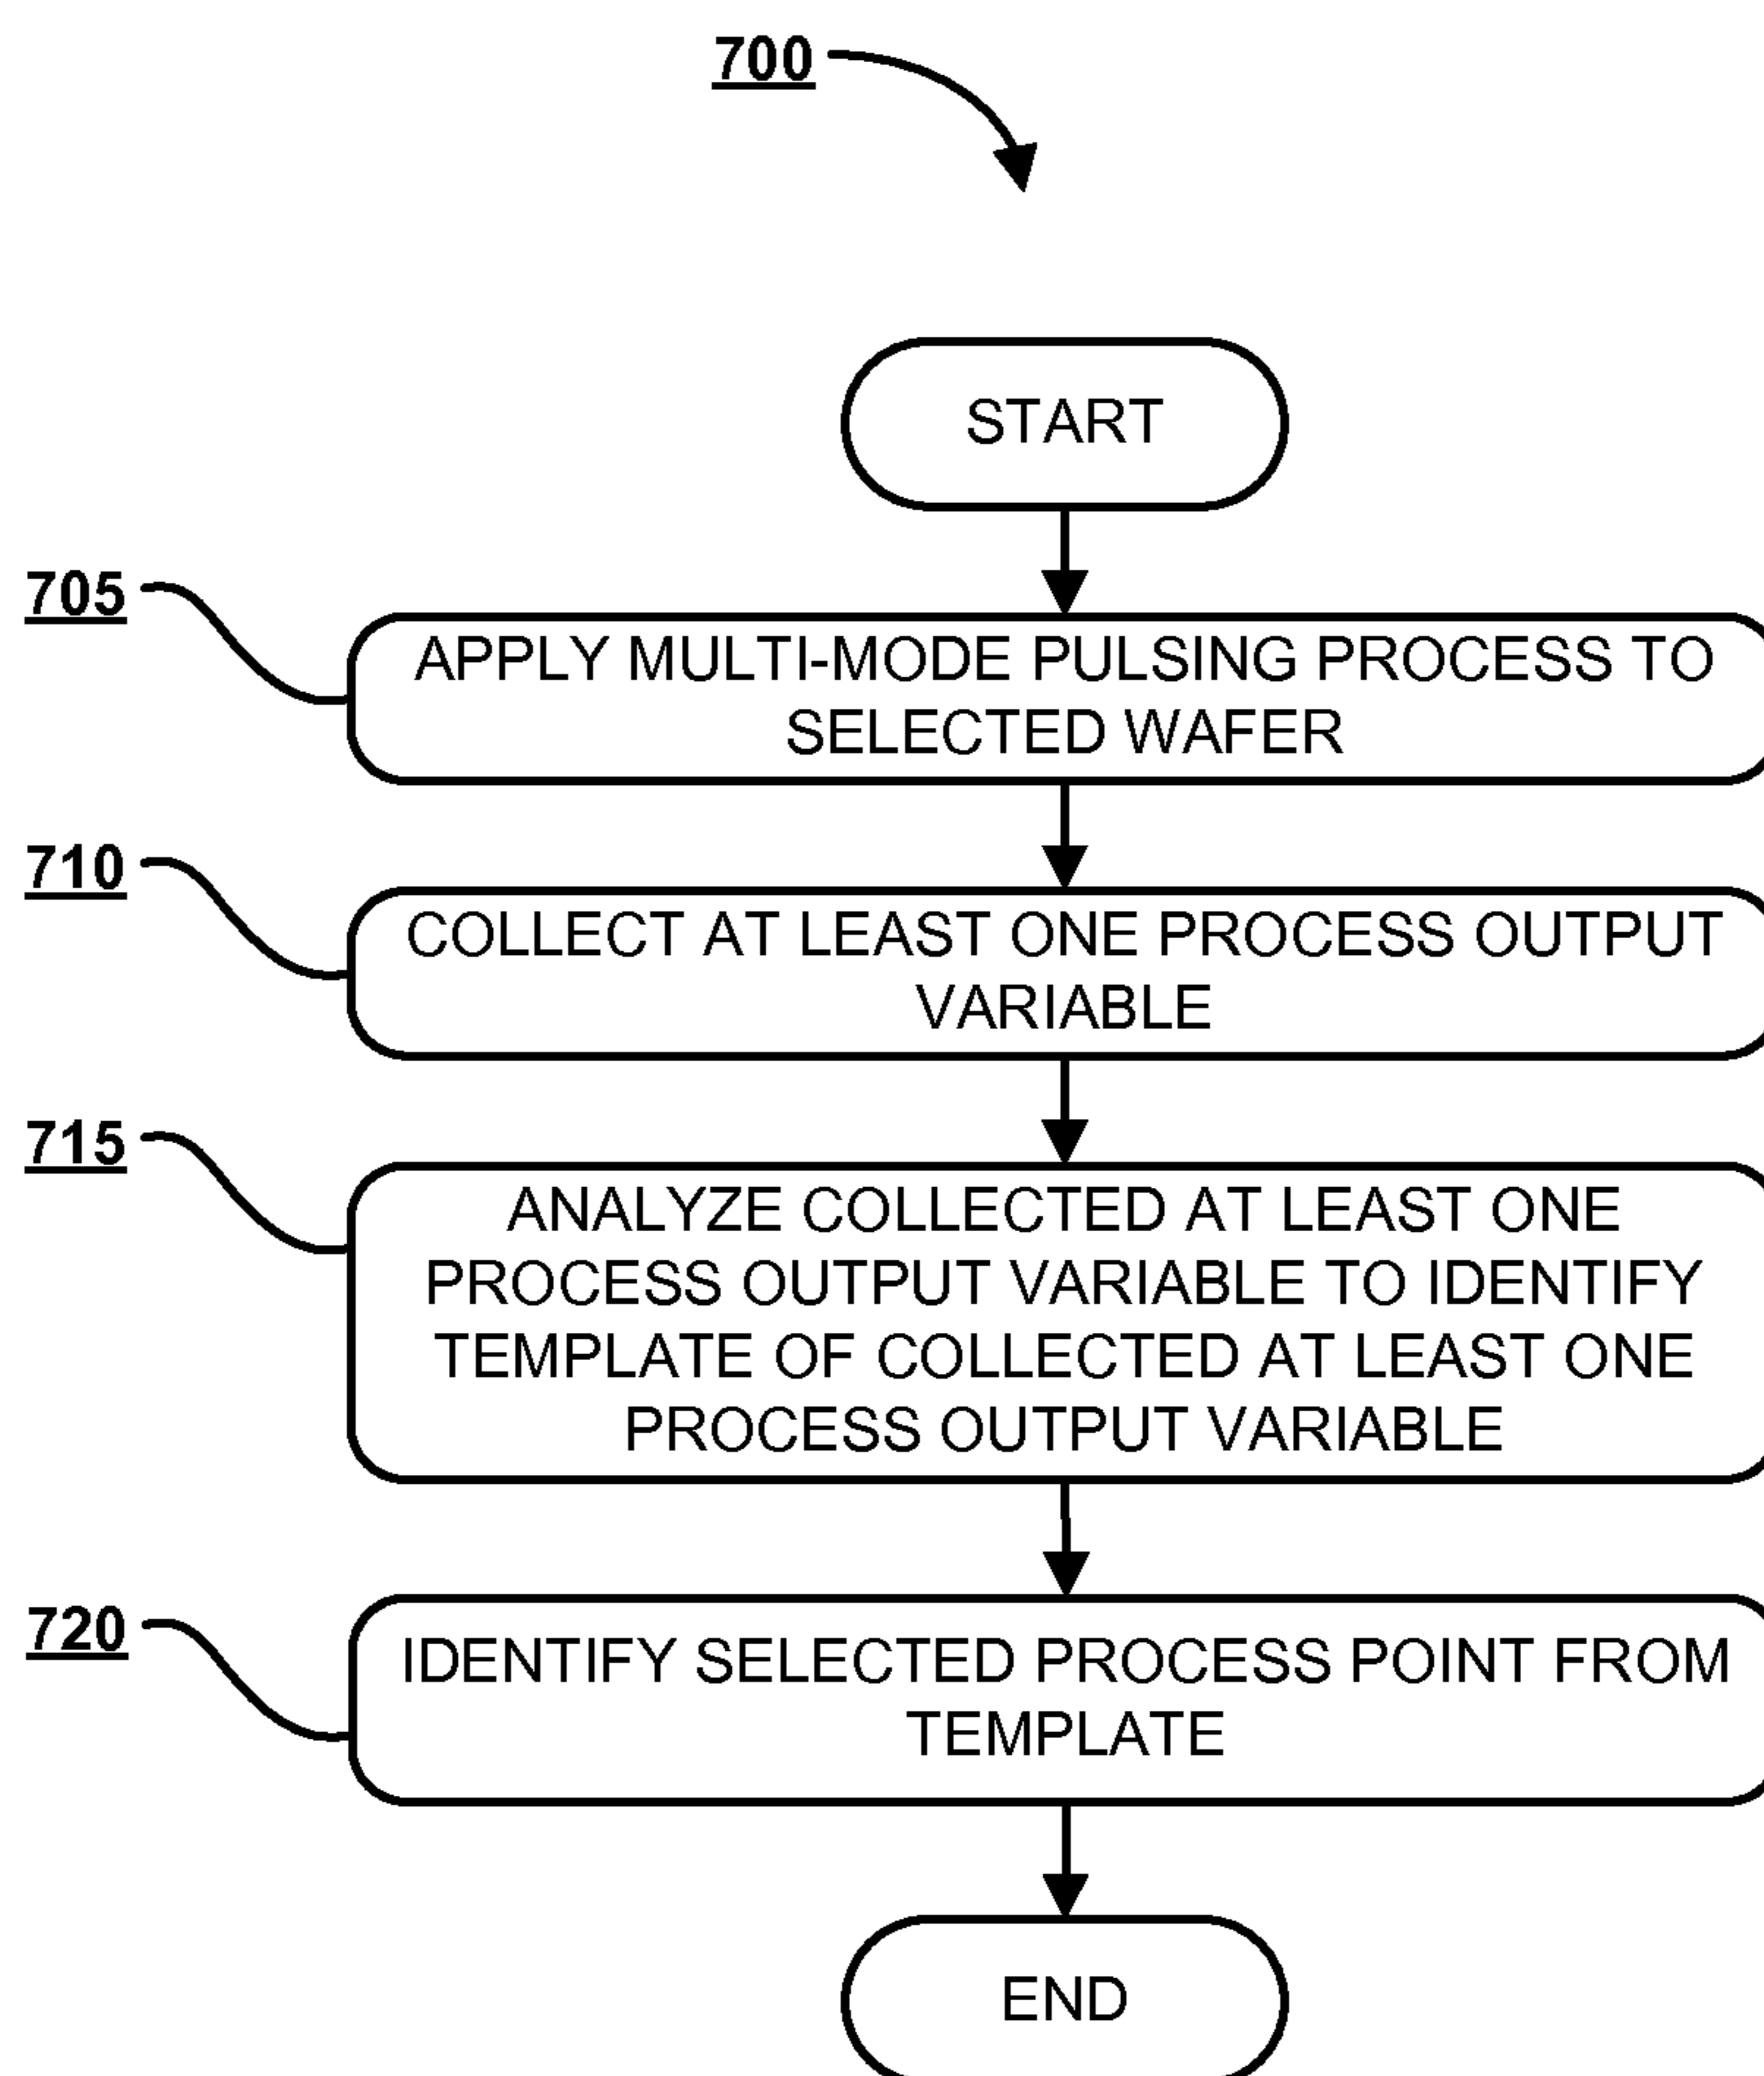 700
START
705
APPLY MULTI-MODE PULSING PROCESS TO
SELECTED WAFER
710
COLLECT AT LEAST ONE PROCESS OUTPUT
VARIABLE
715
ANALYZE COLLECTED AT LEAST ONE
PROCESS OUTPUT VARIABLE TO IDENTIFY
TEMPLATE OF COLLECTED AT LEAST ONE
PROCESS OUTPUT VARIABLE
720
IDENTIFY SELECTED PROCESS POINT FROM
TEMPLATE
END